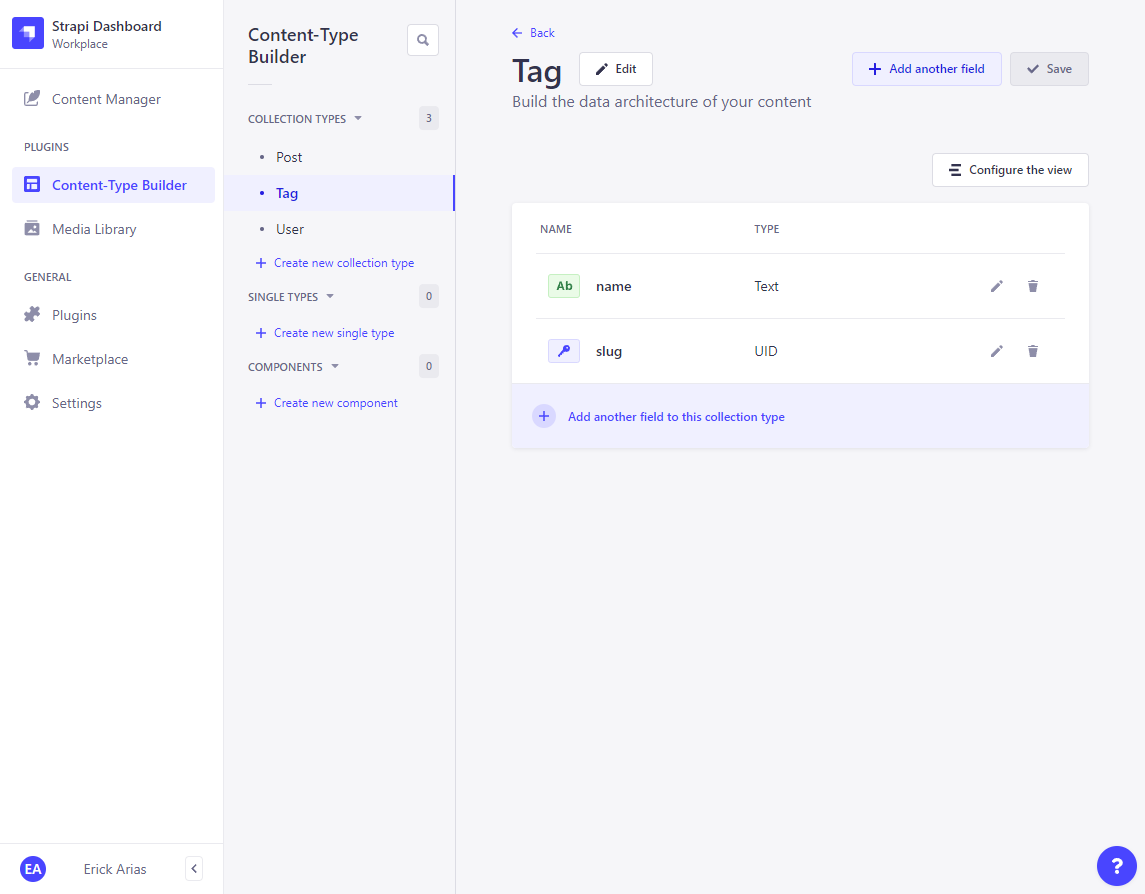 Strapi Dashboard
Workplace
Content Manager
PLUGINS
Content-Type Builder
Media Library
GENERAL
Plugins
Marketplace
Settings
EA
Erick Arias
Content-Type
Builder
COLLECTION TYPES
3
Post
Tag
User
Create new collection type
SINGLE TYPES
0
Create new single type
COMPONENTS
0
Create new component
Back
Tag
Edit
Add another field
Save
Build the data architecture of your content
Configure the view
NAME TYPE
Ab name Text
slug UID
Add another field to this collection type
?